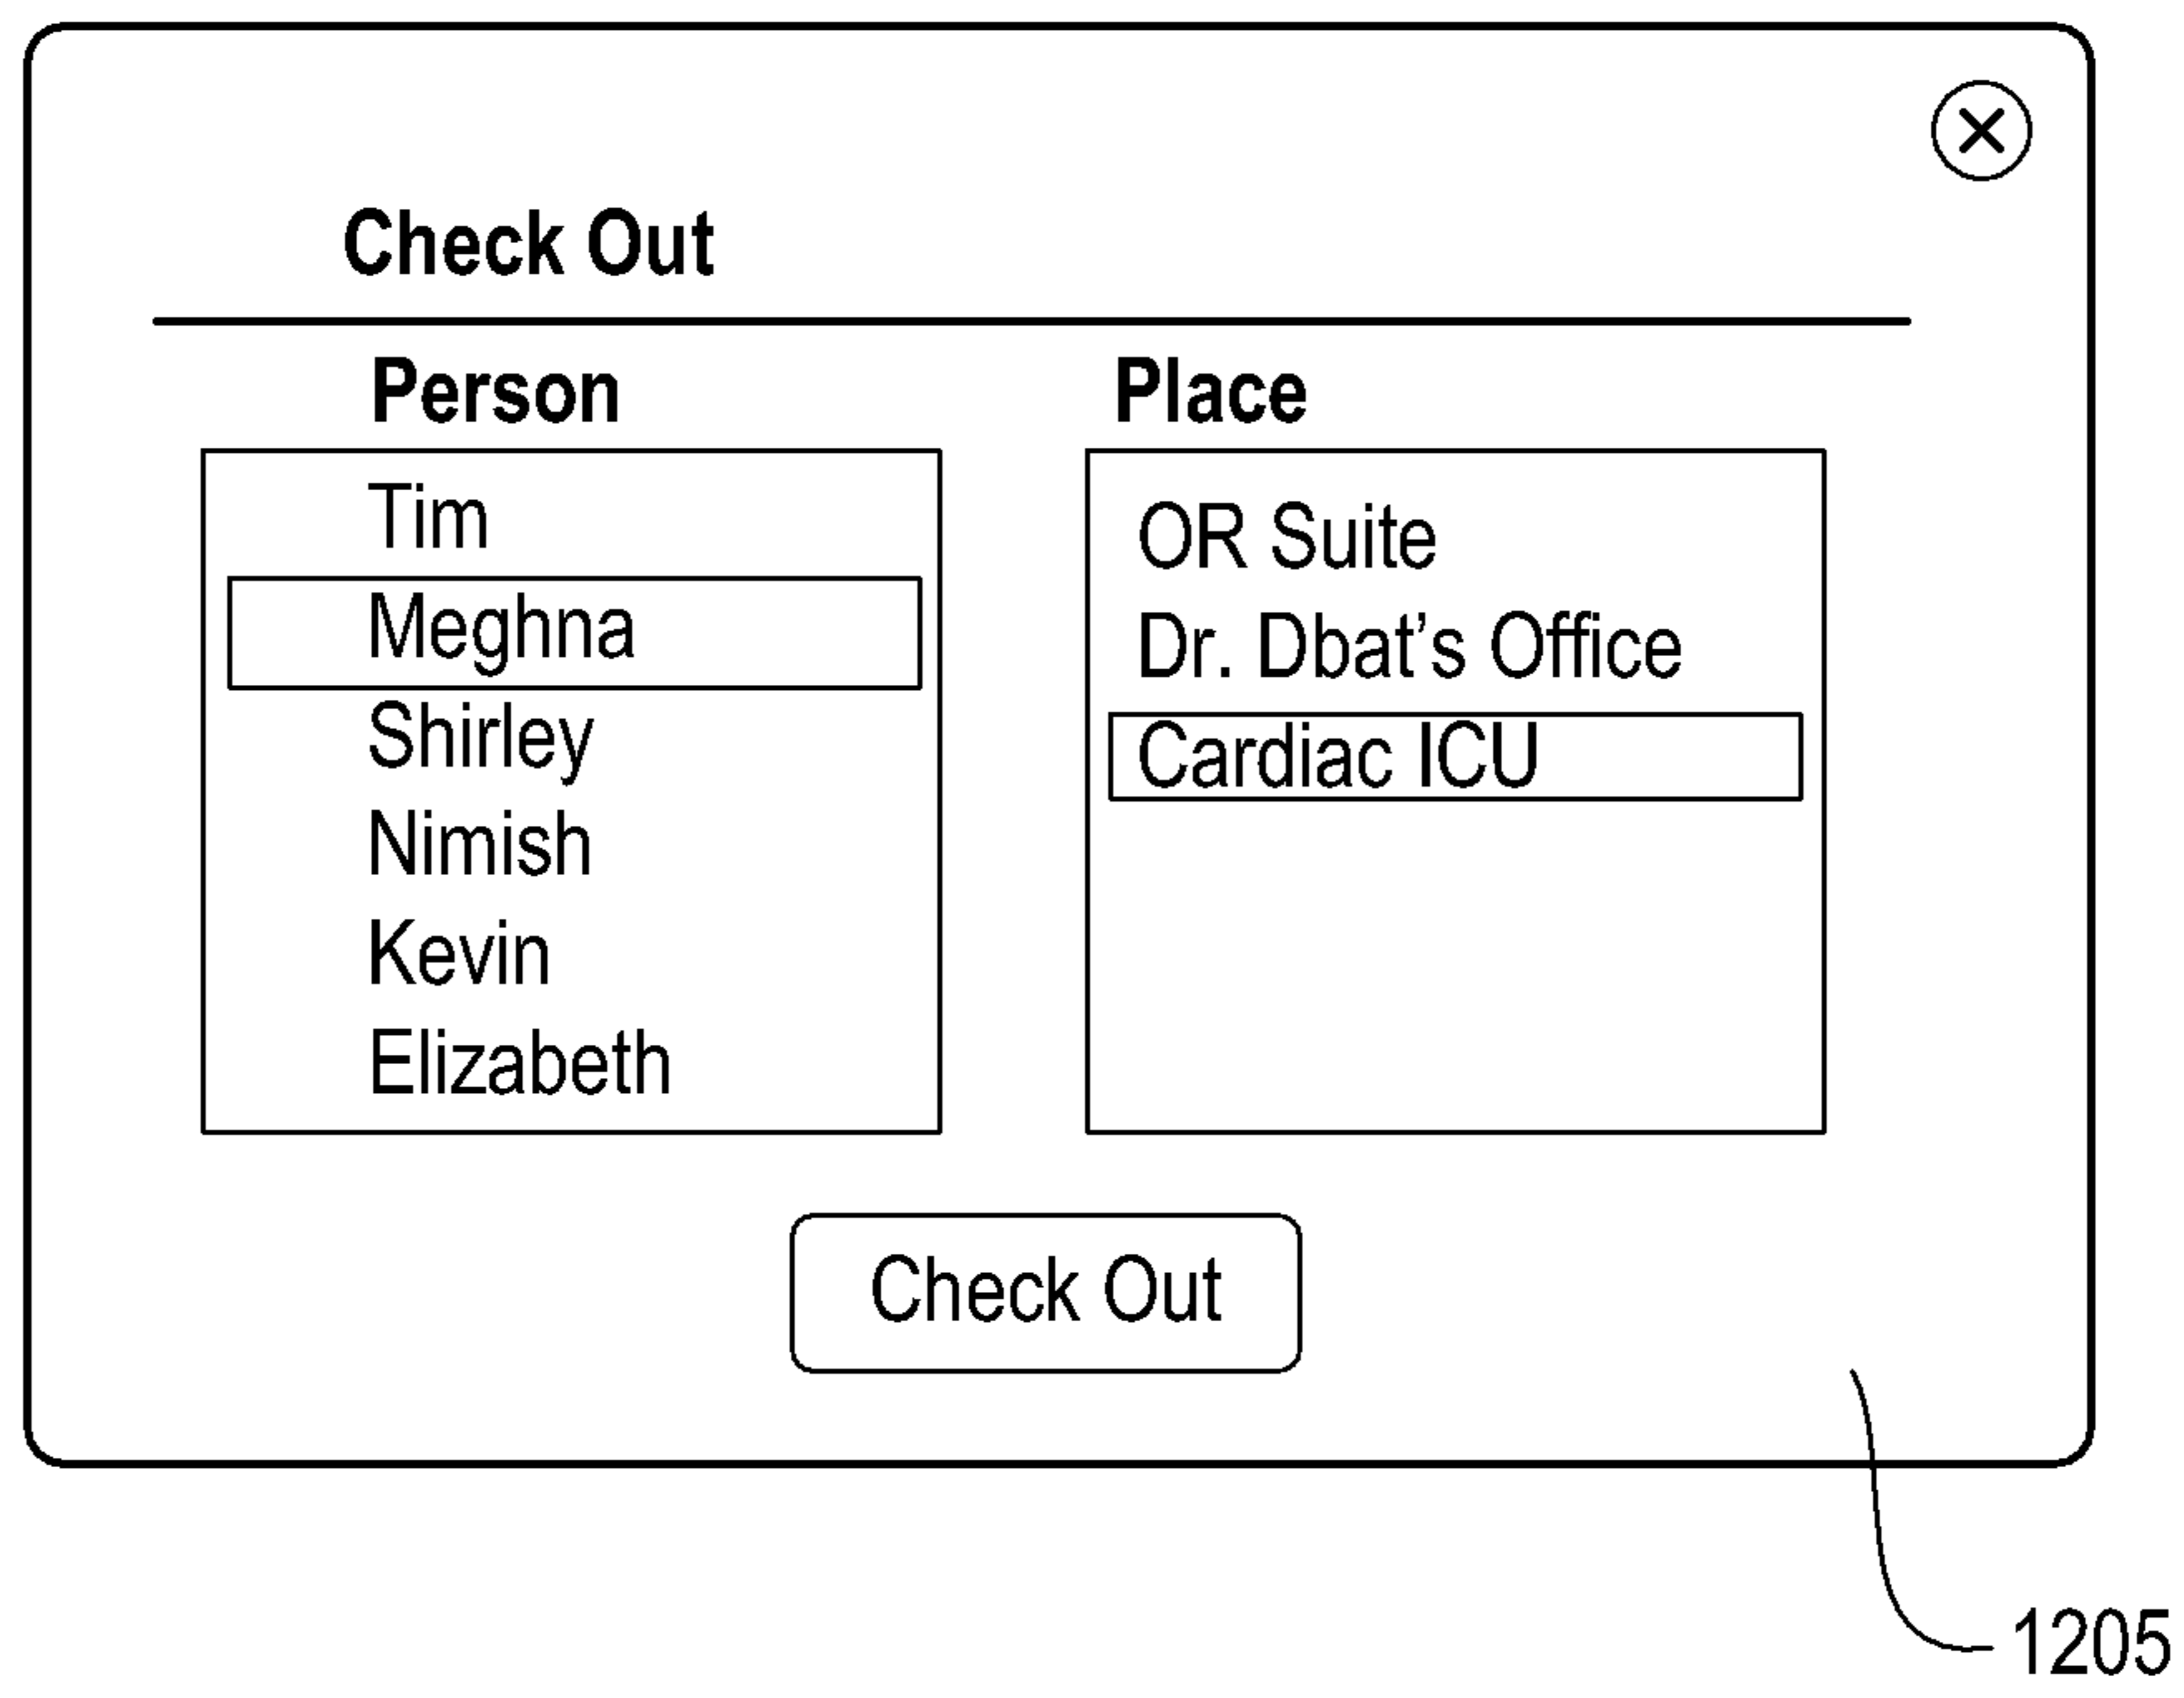 Check Out
Person
Place
Tim
Meghna
Shirley
Nimish
Kevin
Elizabeth
OR Suite
Dr. Dbat’s Office
Cardiac ICU
Check Out
1205